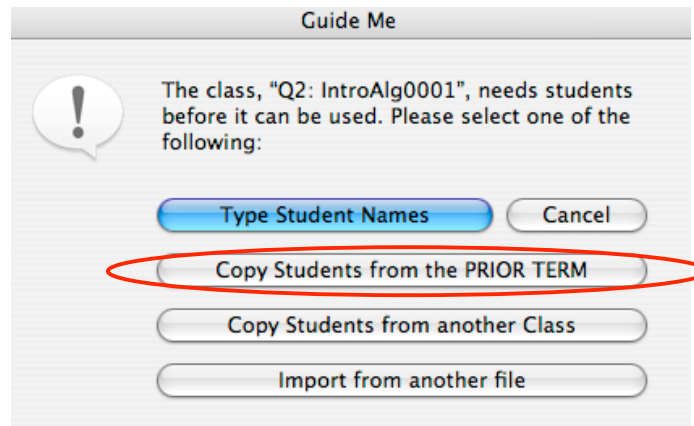 Guide Me
The class, “Q2: IntroAlg0001”, needs students
before it can be used. Please select one of the
following:
Type Student Names
Cancel
Copy Students from the PRIOR TERM
Copy Students from another Class
Import from another file